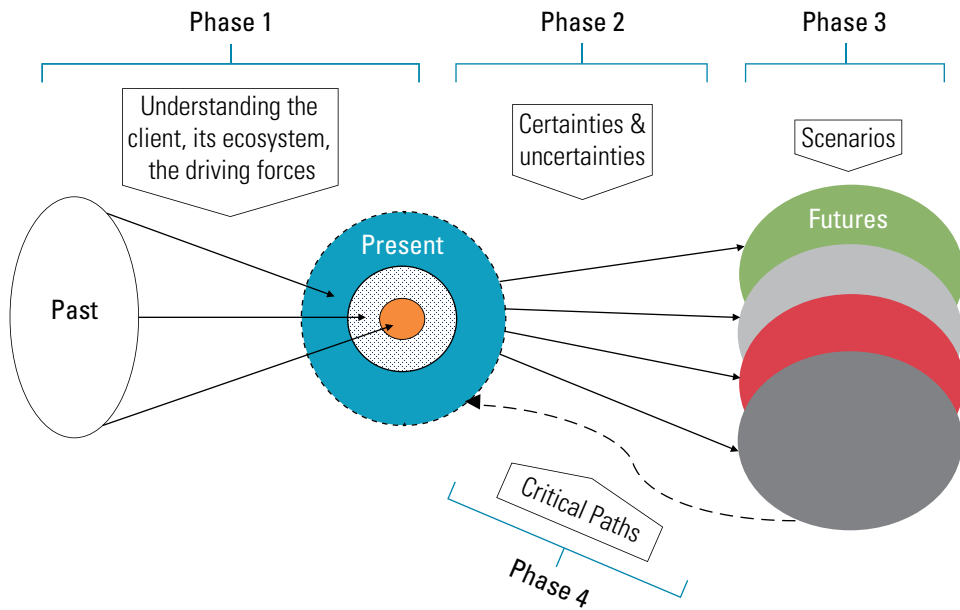 Phase 1
Phase 2
Phase 3
Understanding the
client, its ecosystem,
the driving forces
Certainties &
uncertainties
Scenarios
Past
Present
Futures
Critical Paths
Phase 4